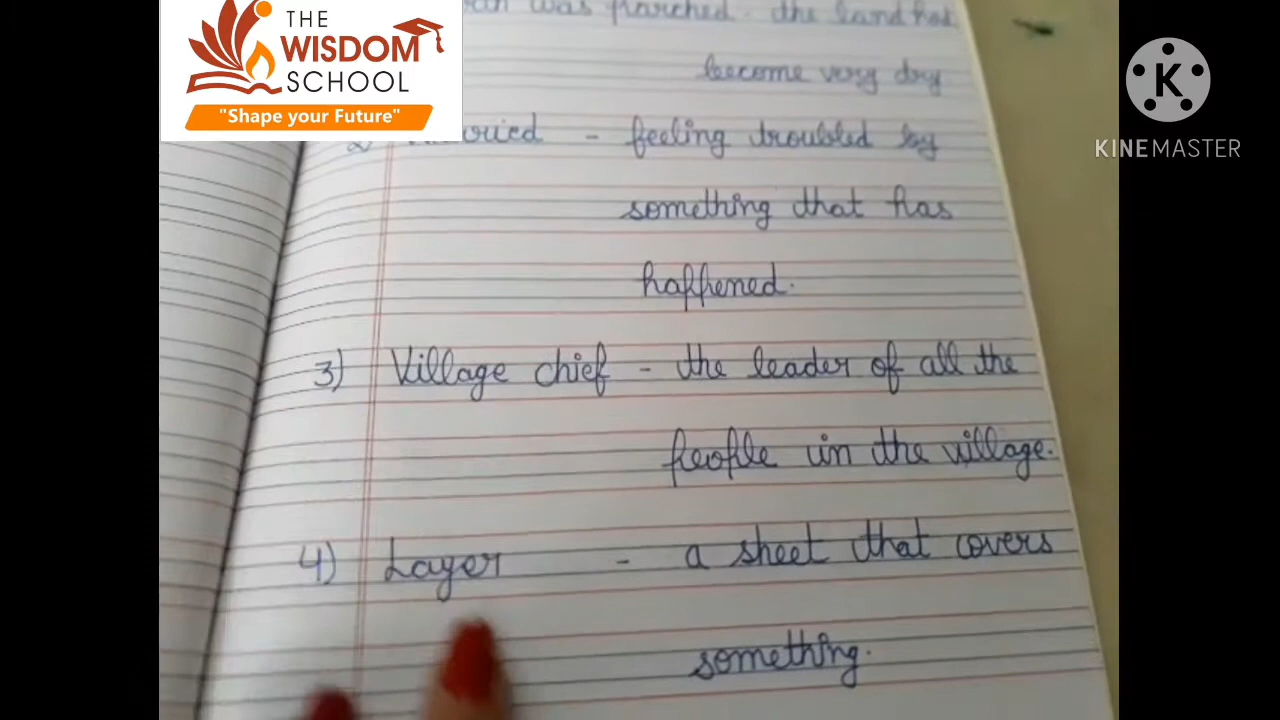 THE
WISDOM
SCHOOL
"Shape your Future"
K
KINEMASTER
was parched. the land has
become very dry
2) - feeling troubled by
something that has
happened.
3) Village chief - the leader of all the
people in the village.
4) Layer - a sheet that covers
something.